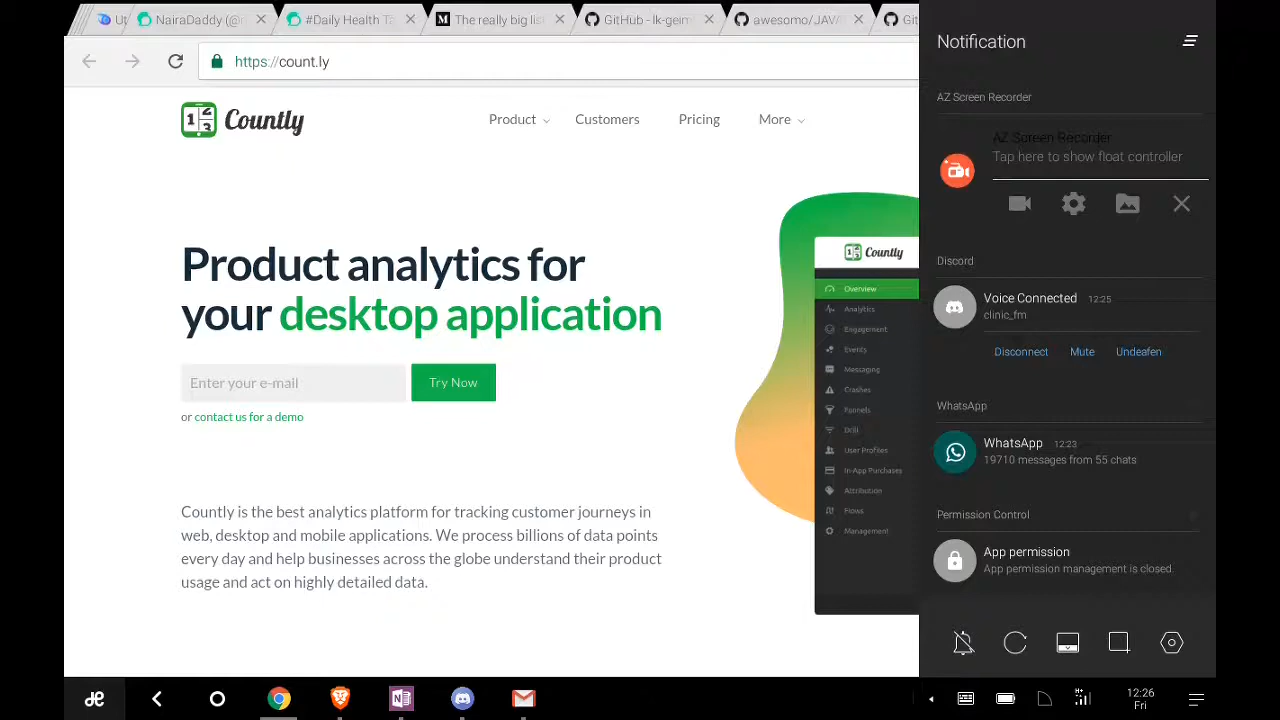 Ut
NairaDaddy (@n
#Daily Health Ta
The really big lis
GitHub - lk-geim
awesomo/JAVA
Git
https://count.ly
Countly
Product
Customers
Pricing
More
Product analytics for
your desktop application
Enter your e-mail
Try Now
or contact us for a demo
Countly is the best analytics platform for tracking customer journeys in
web, desktop and mobile applications. We process billions of data points
every day and help businesses across the globe understand their product
usage and act on highly detailed data.
Countly
Overview
Analytics
Engagement
Events
Messaging
Crashes
Funnels
Drill
User Profiles
In-App Purchases
Attribution
Flows
Management
Notification
AZ Screen Recorder
AZ Screen Recorder
Tap here to show float controller
Discord
Voice Connected 12:25
clinic_fm
Disconnect Mute Undeafen
WhatsApp
WhatsApp 12:23
19710 messages from 55 chats
Permission Control
App permission
App permission management is closed.
12:26
Fri